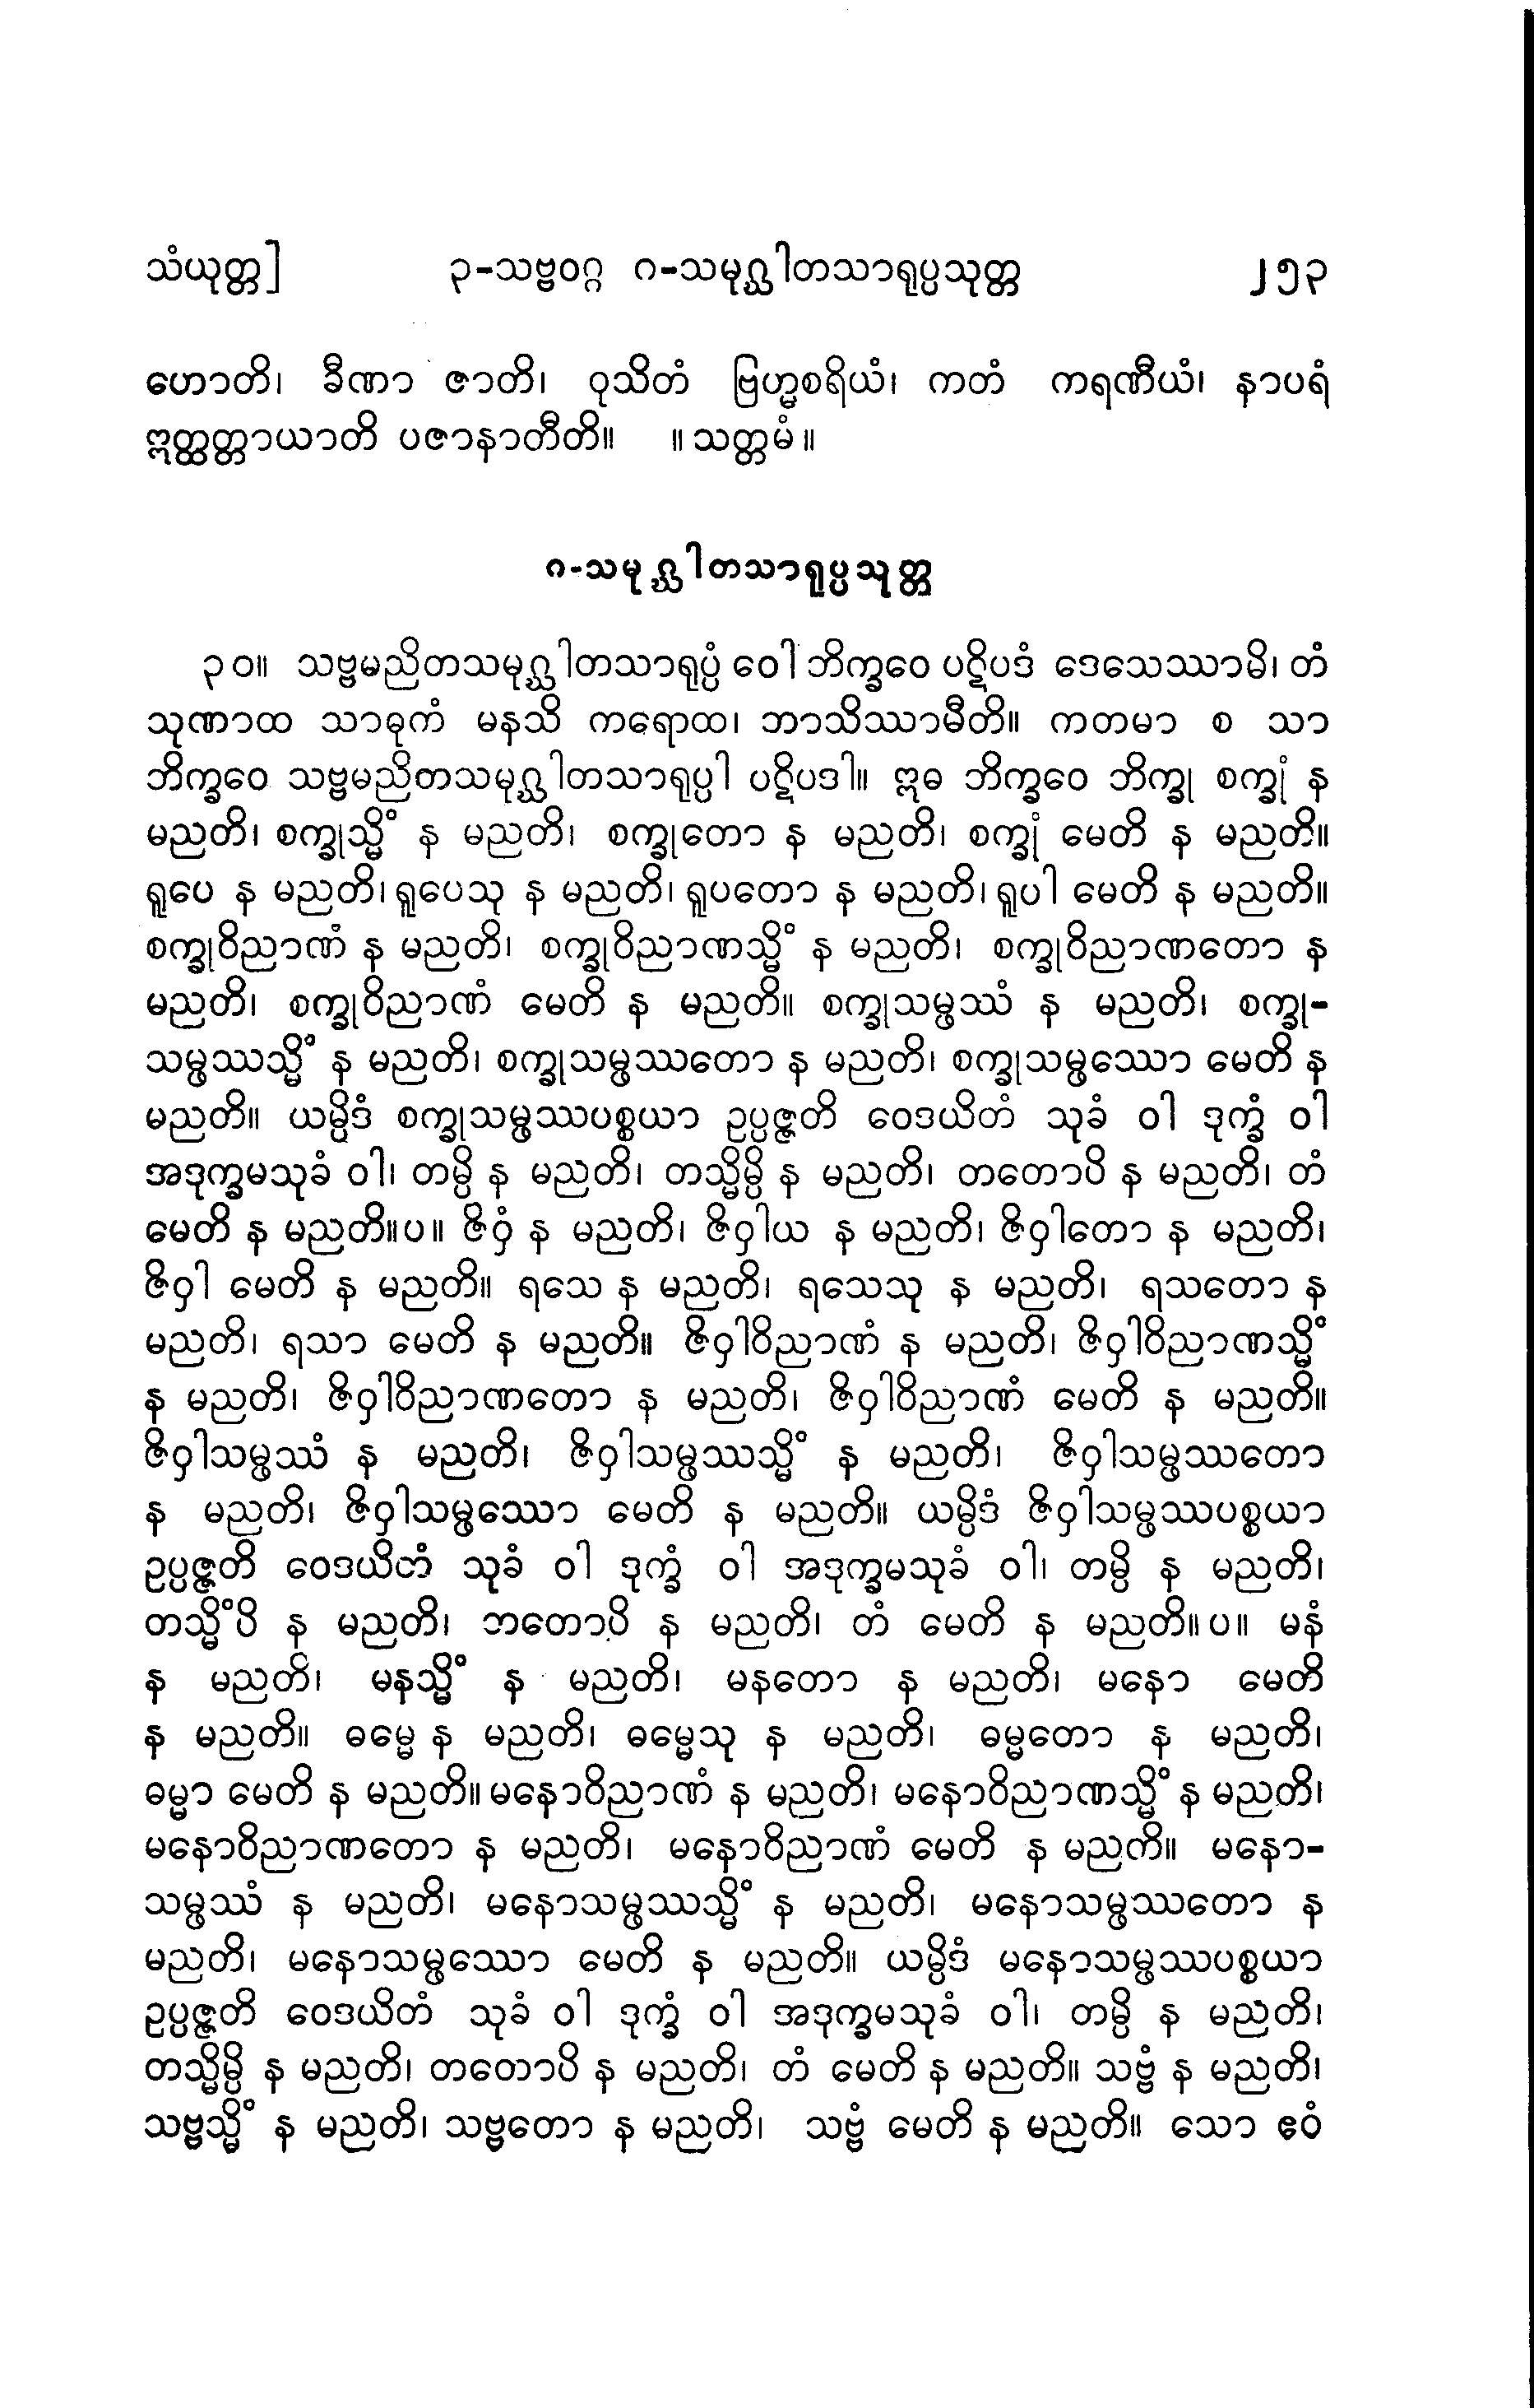 သံယုတ္တ] ၃-သဗ္ဗဝဂ္ဂ ဂ-သမုဂ္ဃါတသာရုပ္ပသုတ္တ ၂၅၃
ဟောတိ၊ ခီဏာ ဇာတိ၊ ဝုသိတံ ဗြဟ္မစရိယံ၊ ကတံ ကရဏီယံ၊ နာပရံ
ဣတ္ထတ္တာယာတိ ပဇာနာတီတိ။ ။သတ္တမံ။
ဂ-သမုဂ္ဃါတသာရုပ္ပသုတ္တ
၃၀။ သဗ္ဗမညိတသမုဂ္ဃါတသာရုပ္ပံ ဝေါ ဘိက္ခဝေ ပဋိပဒံ ဒေသေဿာမိ၊ တံ
သုဏာထ သာဓုကံ မနသိ ကရောထ၊ ဘာသိဿာမီတိ။ ကတမာ စ သာ
ဘိက္ခဝေ သဗ္ဗမညိတသမုဂ္ဃါတသာရုပ္ပါ ပဋိပဒါ။ ဣဓ ဘိက္ခဝေ ဘိက္ခု စက္ခုံ န
မညတိ၊ စက္ခုသ္မိံ န မညတိ၊ စက္ခုတော န မညတိ၊ စက္ခုံ မေတိ န မညတိ။
ရူပေ န မညတိ၊ ရူပေသု န မညတိ၊ ရူပတော န မညတိ၊ ရူပါ မေတိ န မညတိ။
စက္ခုဝိညာဏံ န မညတိ၊ စက္ခုဝိညာဏသ္မိံ န မညတိ၊ စက္ခုဝိညာဏတော န
မညတိ၊ စက္ခုဝိညာဏံ မေတိ န မညတိ။ စက္ခုသမ္ဖဿံ န မညတိ၊ စက္ခု-
သမ္ဖဿသ္မိံ န မညတိ၊ စက္ခုသမ္ဖဿတော န မညတိ၊ စက္ခုသမ္ဖဿော မေတိ န
မညတိ။ ယမ္ပိဒံ စက္ခုသမ္ဖဿပစ္စယာ ဥပ္ပဇ္ဇတိ ဝေဒယိတံ သုခံ ဝါ ဒုက္ခံ ဝါ
အဒုက္ခမသုခံ ဝါ၊ တမ္ပိ န မညတိ၊ တသ္မိမ္ပိ န မညတိ၊ တတောပိ န မညတိ၊ တံ
မေတိ န မညတိ။ပ။ ဇိဝှံ န မညတိ၊ ဇိဝှါယ န မညတိ၊ ဇိဝှါတော န မညတိ၊
ဇိဝှါ မေတိ န မညတိ။ ရသေ န မညတိ၊ ရသေသု န မညတိ၊ ရသတော န
မညတိ၊ ရသာ မေတိ န မညတိ။ ဇိဝှါဝိညာဏံ န မညတိ၊ ဇိဝှါဝိညာဏသ္မိံ
န မညတိ၊ ဇိဝှါဝိညာဏတော န မညတိ၊ ဇိဝှါဝိညာဏံ မေတိ န မညတိ။
ဇိဝှါသမ္ဖဿံ န မညတိ၊ ဇိဝှါသမ္ဖဿသ္မိံ န မညတိ၊ ဇိဝှါသမ္ဖဿတော
န မညတိ၊ ဇိဝှါသမ္ဖဿော မေတိ န မညတိ။ ယမ္ပိဒံ ဇိဝှါသမ္ဖဿပစ္စယာ
ဥပ္ပဇ္ဇတိ ဝေဒယိတံ သုခံ ဝါ ဒုက္ခံ ဝါ အဒုက္ခမသုခံ ဝါ၊ တမ္ပိ န မညတိ၊
တသ္မိံပိ န မညတိ၊ တတောပိ န မညတိ၊ တံ မေတိ န မညတိ။ပ။ မနံ
န မညတိ၊ မနသ္မိံ န မညတိ၊ မနတော န မညတိ၊ မနော မေတိ
န မညတိ။ ဓမ္မေ န မညတိ၊ ဓမ္မေသု န မညတိ၊ ဓမ္မတော န မညတိ၊
ဓမ္မာ မေတိ န မညတိ။ မနောဝိညာဏံ န မညတိ၊ မနောဝိညာဏသ္မိံ န မညတိ၊
မနောဝိညာဏတော န မညတိ၊ မနောဝိညာဏံ မေတိ န မညတိ။ မနော-
သမ္ဖဿံ န မညတိ၊ မနောသမ္ဖဿသ္မိံ န မညတိ၊ မနောသမ္ဖဿတော န
မညတိ၊ မနောသမ္ဖဿော မေတိ န မညတိ။ ယမ္ပိဒံ မနောသမ္ဖဿပစ္စယာ
ဥပ္ပဇ္ဇတိ ဝေဒယိတံ သုခံ ဝါ ဒုက္ခံ ဝါ အဒုက္ခမသုခံ ဝါ၊ တမ္ပိ န မညတိ၊
တသ္မိမ္ပိ န မညတိ၊ တတောပိ န မညတိ၊ တံ မေတိ န မညတိ။ သဗ္ဗံ န မညတိ၊
သဗ္ဗသ္မိံ န မညတိ၊ သဗ္ဗတော န မညတိ၊ သဗ္ဗံ မေတိ န မညတိ။ သော ဧဝံ